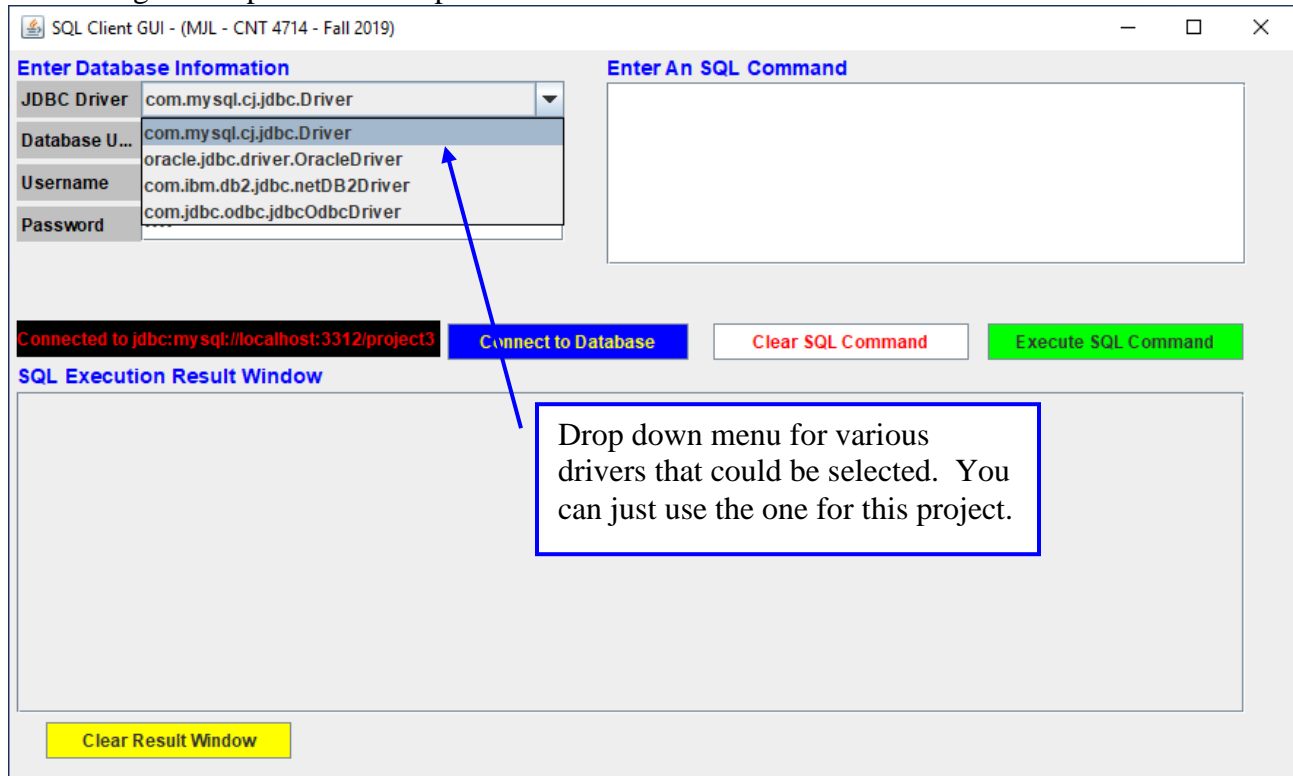 SQL Client GUI - (MJL - CNT 4714 - Fall 2019)
Enter Database Information
Enter An SQL Command
JDBC Driver
com.mysql.cj.jdbc.Driver
com.mysql.cj.jdbc.Driver
Database U...
oracle.jdbc.driver.OracleDriver
Username
com.ibm.db2.jdbc.netDB2Driver
com.jdbc.odbc.jdbcOdbcDriver
Password
Connected to jdbc:mysql://localhost:3312/project3
Connect to Database
Clear SQL Command
Execute SQL Command
SQL Execution Result Window
Drop down menu for various
drivers that could be selected. You
can just use the one for this project.
Clear Result Window